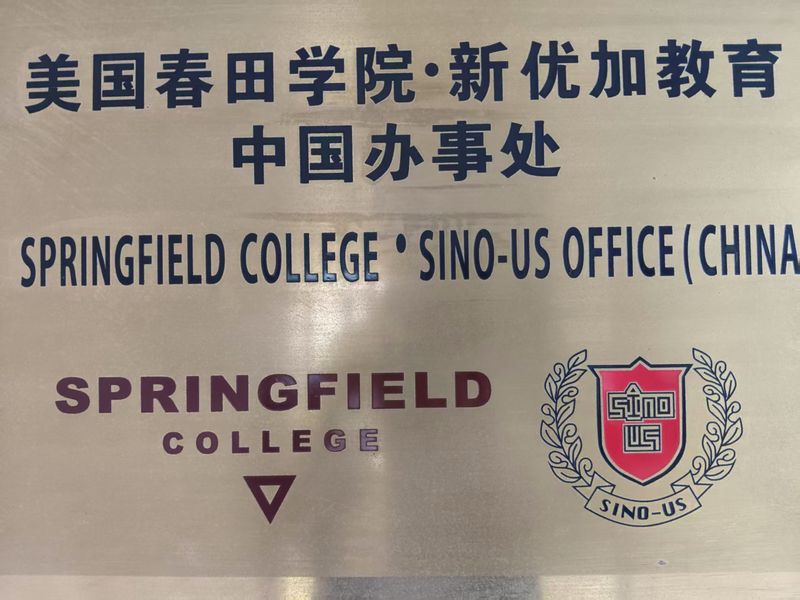 美国春田学院·新优加教育
中国办事处
SPRINGFIELD COLLEGE · SINO-US OFFICE (CHINA
SPRINGFIELD
COLLEGE
SINO
US
SINO-US